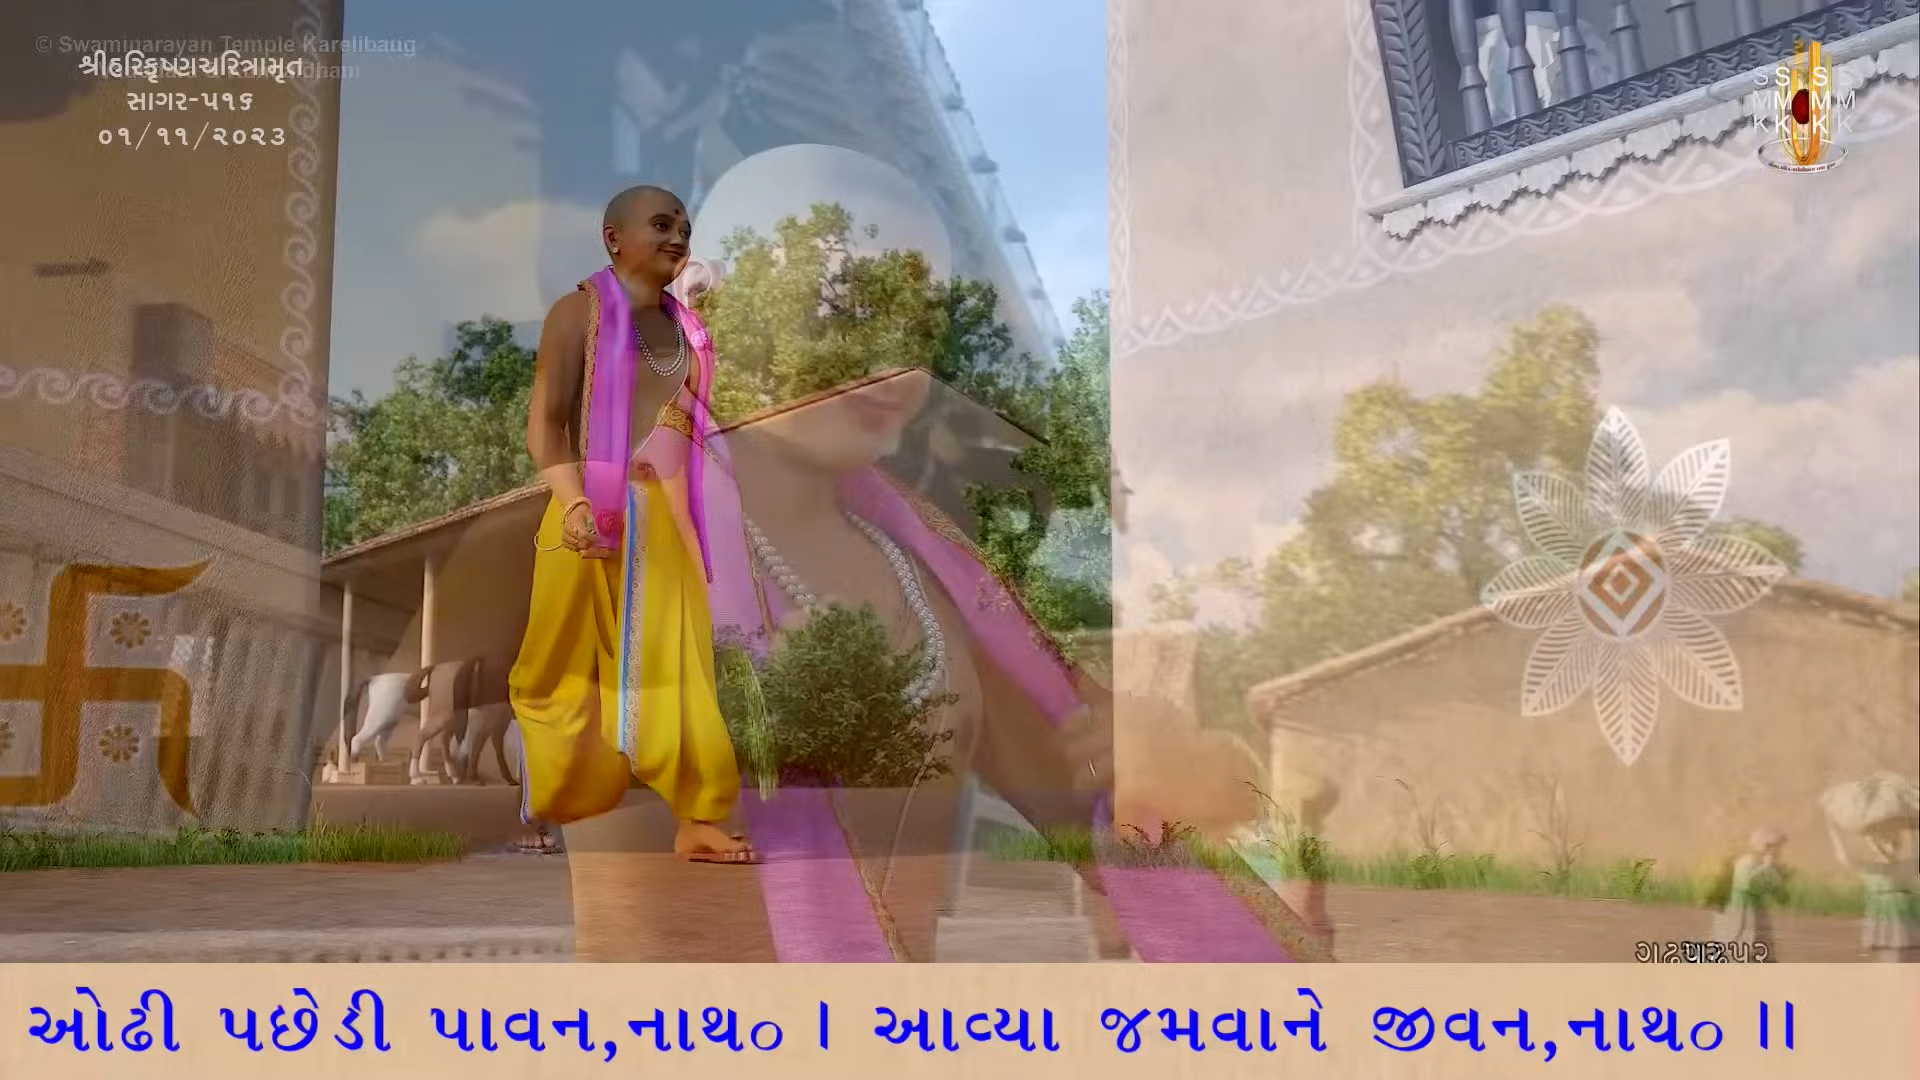 © Swaminarayan Temple Karelibaug
શ્રીહરિકૃષ્ણચરિત્રામૃત
સાગર-૫૧૬
૦૧/૧૧/૨૦૨૩
ઓઢી પછેડી પાવન,નાથ૦ । આવ્યા જમવાને જીવન,નાથ૦ ।।